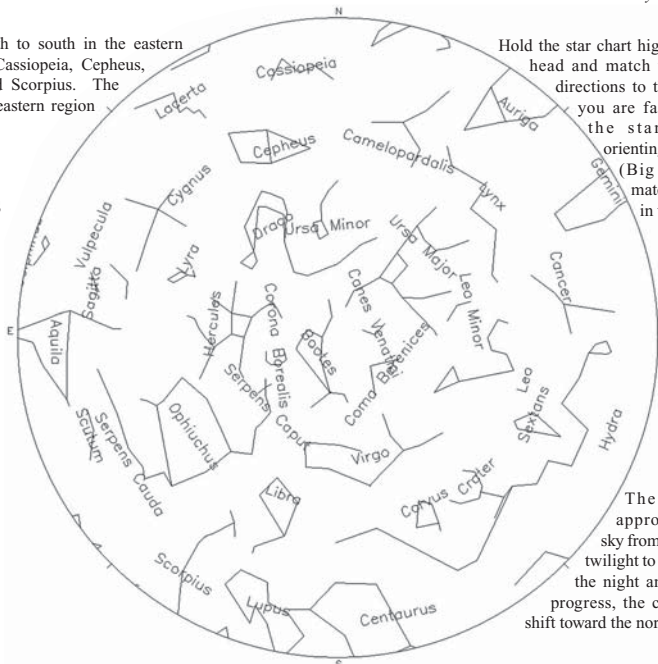 N
h to south in the eastern
Cassiopeia, Cepheus,
Scorpius. The
eastern region
Hold the star chart hig
head and match
directions to t
you are fa
the star
orienting
(Big
mate
in
Cassiopeia
Lacerta
Auriga
Cepheus
Camelopardalis
Gemini
Cygnus
Lynx
Vulpecula
Draco
Ursa Minor
Ursa Major
Lyra
Sagitta
Cancer
Leo Minor
Canes Venatici
Hercules
Corona Borealis
Bootes
Coma Berenices
E
Aquila
Leo
Sextans
Serpens Caput
Hydra
Scutum
Serpens Cauda
Ophiuchus
Virgo
Libra
Corvus
Crater
Scorpius
Lupus
Centaurus
The
appro
sky from
twilight to
the night an
progress, the c
shift toward the nor